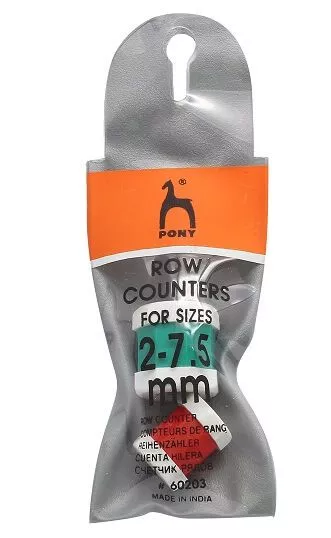 ®
PONY
ROW
COUNTERS
FOR SIZES
2-7.5
mm
ROW COUNTER
COMPTEURS DE RANG
REIHENZAHLER
CUENTA HILERA
СЧЕТЧИК РЯДОВ
# 60203
MADE IN INDIA